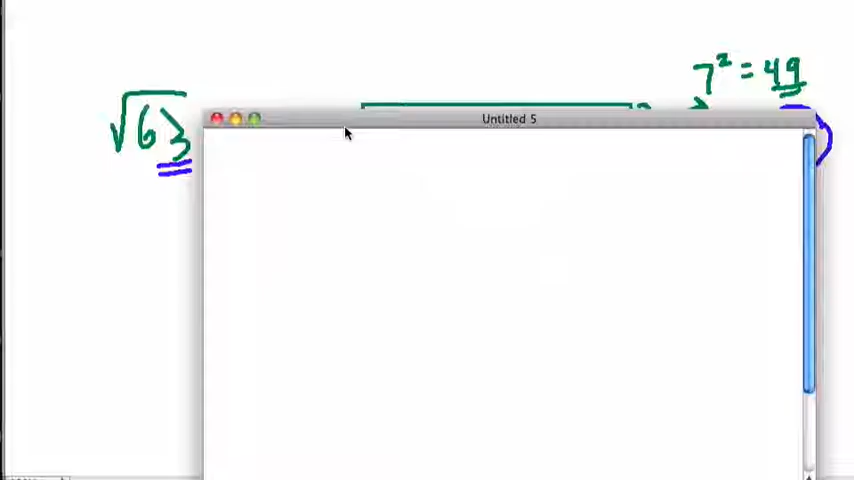 7² = 49
√63
Untitled 5